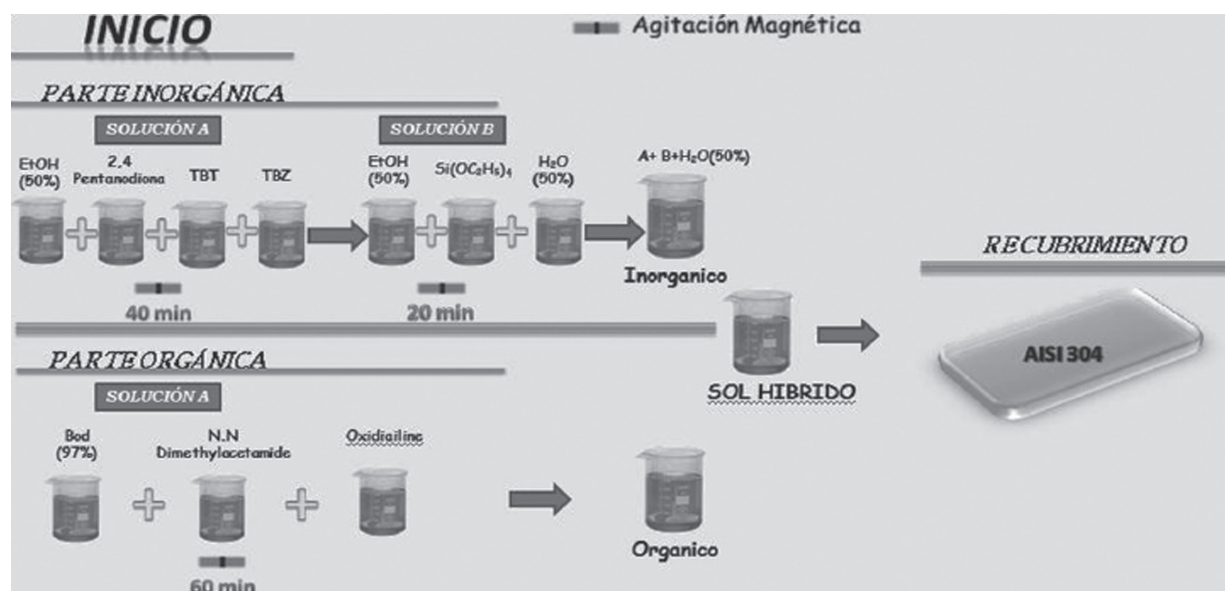 INICIO
Agitación Magnética
PARTE INORGÁNICA
SOLUCIÓN A
SOLUCIÓN B
EtOH
(50%)
2,4
Pentanodiona
TBT
TBZ
EtOH
(50%)
Si(OC₂H₅)₄
H₂O
(50%)
A+ B+H₂O(50%)
Inorganico
40 min
20 min
RECUBRIMIENTO
AISI 304
SOL HIBRIDO
PARTE ORGÁNICA
SOLUCIÓN A
Bod
(97%)
N,N
Dimethylacetamide
Oxidiailine
Organico
60 min